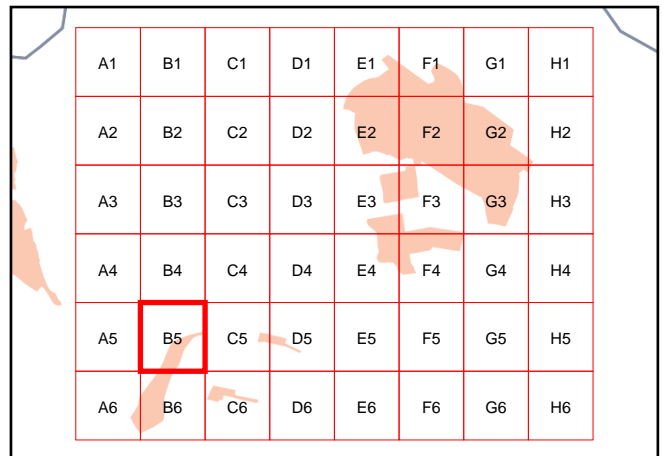 A1 B1 C1 D1 E1 F1 G1 H1
A2 B2 C2 D2 E2 F2 G2 H2
A3 B3 C3 D3 E3 F3 G3 H3
A4 B4 C4 D4 E4 F4 G4 H4
A5 B5 C5 D5 E5 F5 G5 H5
A6 B6 C6 D6 E6 F6 G6 H6